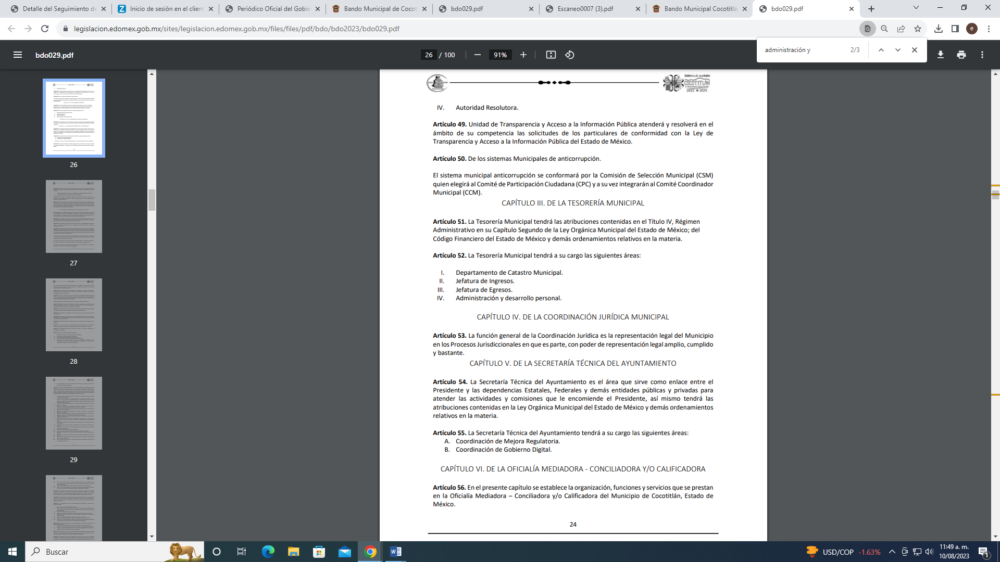 Detalle del Seguimiento de
Inicio de sesión en el client
Periódico Oficial del Gobie
Bando Municipal de Cocot
bdo029.pdf
Escaneo0007 (3).pdf
Bando Municipal Cocotitlá
bdo029.pdf
legislacion.edomex.gob.mx/sites/legislacion.edomex.gob.mx/files/files/pdf/bdo/bdo2023/bdo029.pdf
e
bdo029.pdf
26 / 100
91%
administración y
2/3
Gobierno de resultados
COCOTITLÁN
2022 2024
IV. Autoridad Resolutora.
Artículo 49. Unidad de Transparencia y Acceso a la Información Pública atenderá y resolverá en el
ámbito de su competencia las solicitudes de los particulares de conformidad con la Ley de
Transparencia y Acceso a la Información Pública del Estado de México.
Artículo 50. De los sistemas Municipales de anticorrupción.
El sistema municipal anticorrupción se conformará por la Comisión de Selección Municipal (CSM)
quien elegirá al Comité de Participación Ciudadana (CPC) y a su vez integrarán al Comité Coordinador
Municipal (CCM).
CAPÍTULO III. DE LA TESORERÍA MUNICIPAL
Artículo 51. La Tesorería Municipal tendrá las atribuciones contenidas en el Título IV, Régimen
Administrativo en su Capítulo Segundo de la Ley Orgánica Municipal del Estado de México; del
Código Financiero del Estado de México y demás ordenamientos relativos en la materia.
Artículo 52. La Tesorería Municipal tendrá a su cargo las siguientes áreas:
I. Departamento de Catastro Municipal.
II. Jefatura de Ingresos.
III. Jefatura de Egresos.
IV. Administración y desarrollo personal.
CAPÍTULO IV. DE LA COORDINACIÓN JURÍDICA MUNICIPAL
Artículo 53. La función general de la Coordinación Jurídica es la representación legal del Municipio
en los Procesos Jurisdiccionales en que es parte, con poder de representación legal amplio, cumplido
y bastante.
CAPÍTULO V. DE LA SECRETARÍA TÉCNICA DEL AYUNTAMIENTO
Artículo 54. La Secretaría Técnica del Ayuntamiento es el área que sirve como enlace entre el
Presidente y las dependencias Estatales, Federales y demás entidades públicas y privadas para
atender las actividades y comisiones que le encomiende el Presidente, así mismo tendrá las
atribuciones contenidas en la Ley Orgánica Municipal del Estado de México y demás ordenamientos
relativos en la materia.
Artículo 55. La Secretaría Técnica del Ayuntamiento tendrá a su cargo las siguientes áreas:
A. Coordinación de Mejora Regulatoria.
B. Coordinación de Gobierno Digital.
CAPÍTULO VI. DE LA OFICIALÍA MEDIADORA - CONCILIADORA Y/O CALIFICADORA
Artículo 56. En el presente capítulo se establece la organización, funciones y servicios que se prestan
en la Oficialía Mediadora – Conciliadora y/o Calificadora del Municipio de Cocotitlán, Estado de
México.
24
26
27
28
29
Buscar
USD/COP -1.63%
11:49 a. m.
10/08/2023
1